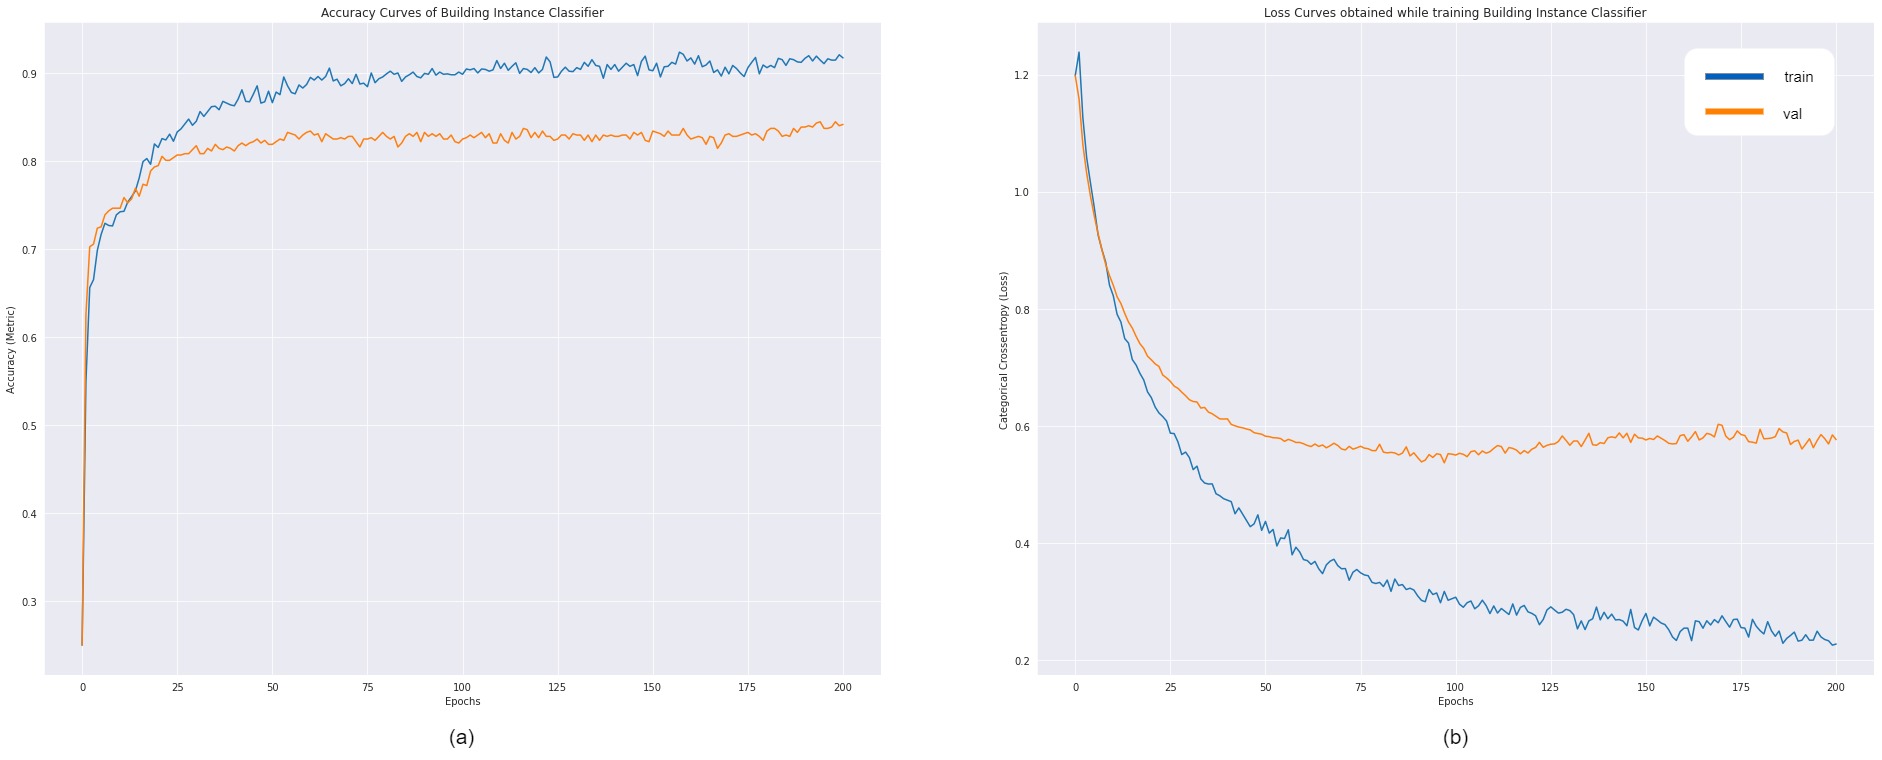 Accuracy Curves of Building Instance Classifier
Accuracy (Metric)
0.9
0.8
0.7
0.6
0.5
0.4
0.3
0 25 50 75 100 125 150 175 200
Epochs
(a)
Loss Curves obtained while training Building Instance Classifier
train
val
Categorical Crossentropy (Loss)
1.2
1.0
0.8
0.6
0.4
0.2
0 25 50 75 100 125 150 175 200
Epochs
(b)